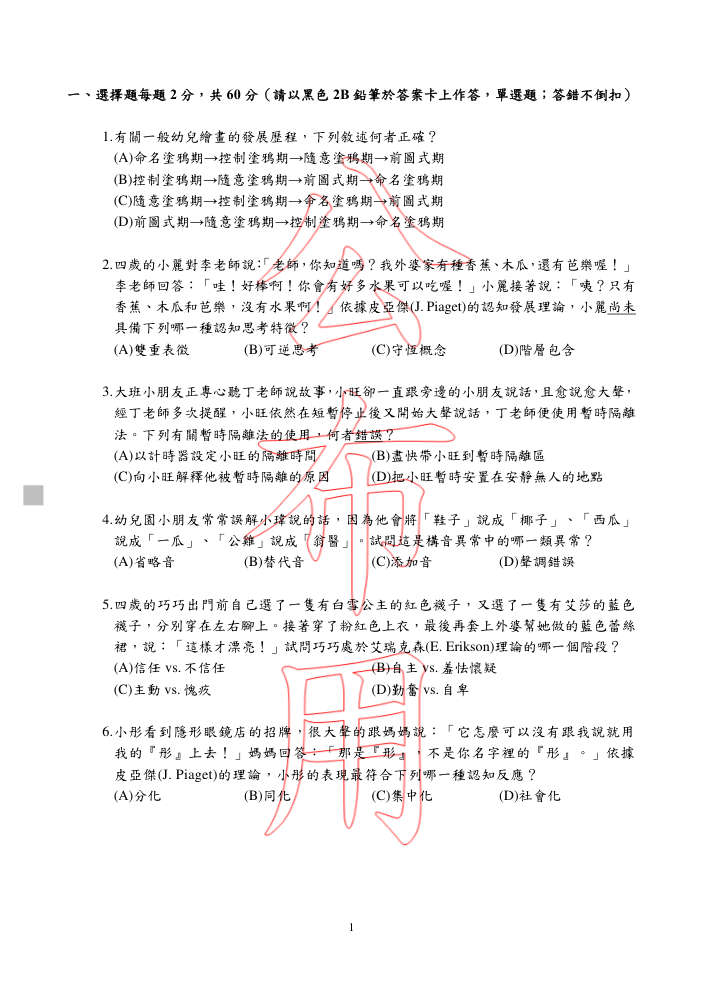 一、選擇題每題 2 分，共 60 分（請以黑色 2B 鉛筆於答案卡上作答，單選題；答錯不倒扣）
1.有關一般幼兒繪畫的發展歷程，下列敘述何者正確？
(A)命名塗鴉期→控制塗鴉期→隨意塗鴉期→前圖式期
(B)控制塗鴉期→隨意塗鴉期→前圖式期→命名塗鴉期
(C)隨意塗鴉期→控制塗鴉期→命名塗鴉期→前圖式期
(D)前圖式期→隨意塗鴉期→控制塗鴉期→命名塗鴉期
2.四歲的小麗對李老師說：「老師，你知道嗎？我外婆家有種香蕉、木瓜，還有芭樂喔！」
李老師回答：「哇！好棒啊！你會有好多水果可以吃喔！」小麗接著說：「咦？只有
香蕉、木瓜和芭樂，沒有水果啊！」依據皮亞傑(J. Piaget)的認知發展理論，小麗尚未
具備下列哪一種認知思考特徵？
(A)雙重表徵 (B)可逆思考 (C)守恆概念 (D)階層包含
3.大班小朋友正專心聽丁老師說故事，小旺卻一直跟旁邊的小朋友說話，且愈說愈大聲，
經丁老師多次提醒，小旺依然在短暫停止後又開始大聲說話，丁老師便使用暫時隔離
法。下列有關暫時隔離法的使用，何者錯誤？
(A)以計時器設定小旺的隔離時間 (B)盡快帶小旺到暫時隔離區
(C)向小旺解釋他被暫時隔離的原因 (D)把小旺暫時安置在安靜無人的地點
4.幼兒園小朋友常常誤解小瑋說的話，因為他會將「鞋子」說成「椰子」、「西瓜」
說成「一瓜」、「公雞」說成「翁醫」。試問這是構音異常中的哪一類異常？
(A)省略音 (B)替代音 (C)添加音 (D)聲調錯誤
5.四歲的巧巧出門前自己選了一隻有白雪公主的紅色襪子，又選了一隻有艾莎的藍色
襪子，分別穿在左右腳上。接著穿了粉紅色上衣，最後再套上外婆幫她做的藍色蕾絲
裙，說：「這樣才漂亮！」試問巧巧處於艾瑞克森(E. Erikson)理論的哪一個階段？
(A)信任 vs. 不信任 (B)自主 vs. 羞怯懷疑
(C)主動 vs. 愧疚 (D)勤奮 vs. 自卑
6.小彤看到隱形眼鏡店的招牌，很大聲的跟媽媽說：「它怎麼可以沒有跟我說就用
我的『彤』上去！」媽媽回答：「那是『形』，不是你名字裡的『彤』。」依據
皮亞傑(J. Piaget)的理論，小彤的表現最符合下列哪一種認知反應？
(A)分化 (B)同化 (C)集中化 (D)社會化
公布用
1